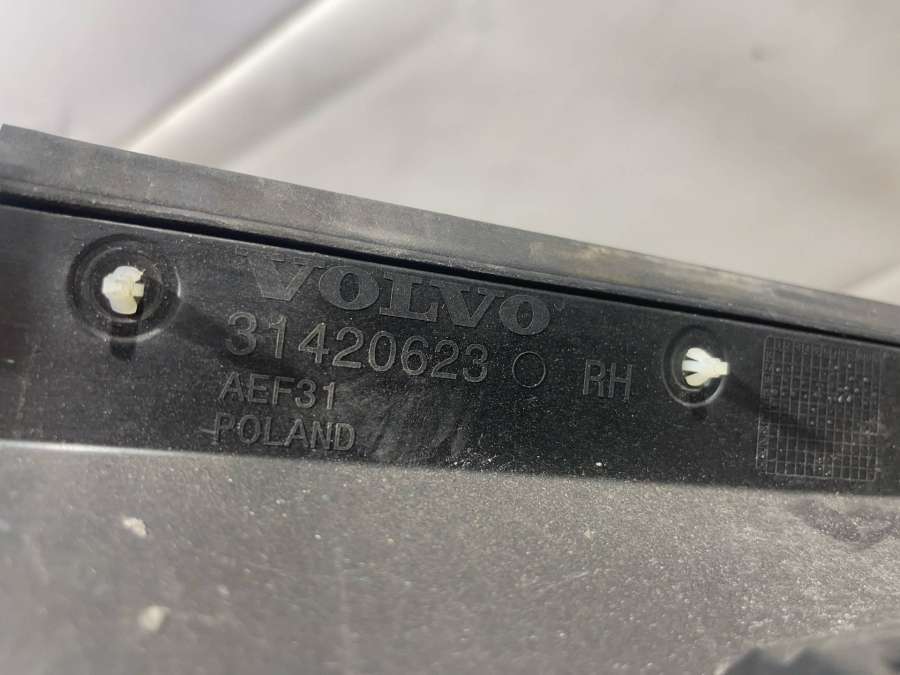 VOLVO
31420623 RH
AEF31
POLAND